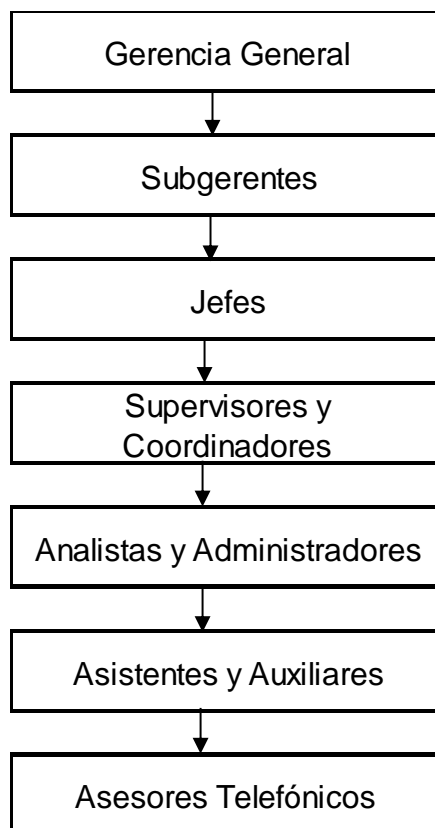 Gerencia General
Subgerentes
Jefes
Supervisores y
Coordinadores
Analistas y Administradores
Asistentes y Auxiliares
Asesores Telefónicos